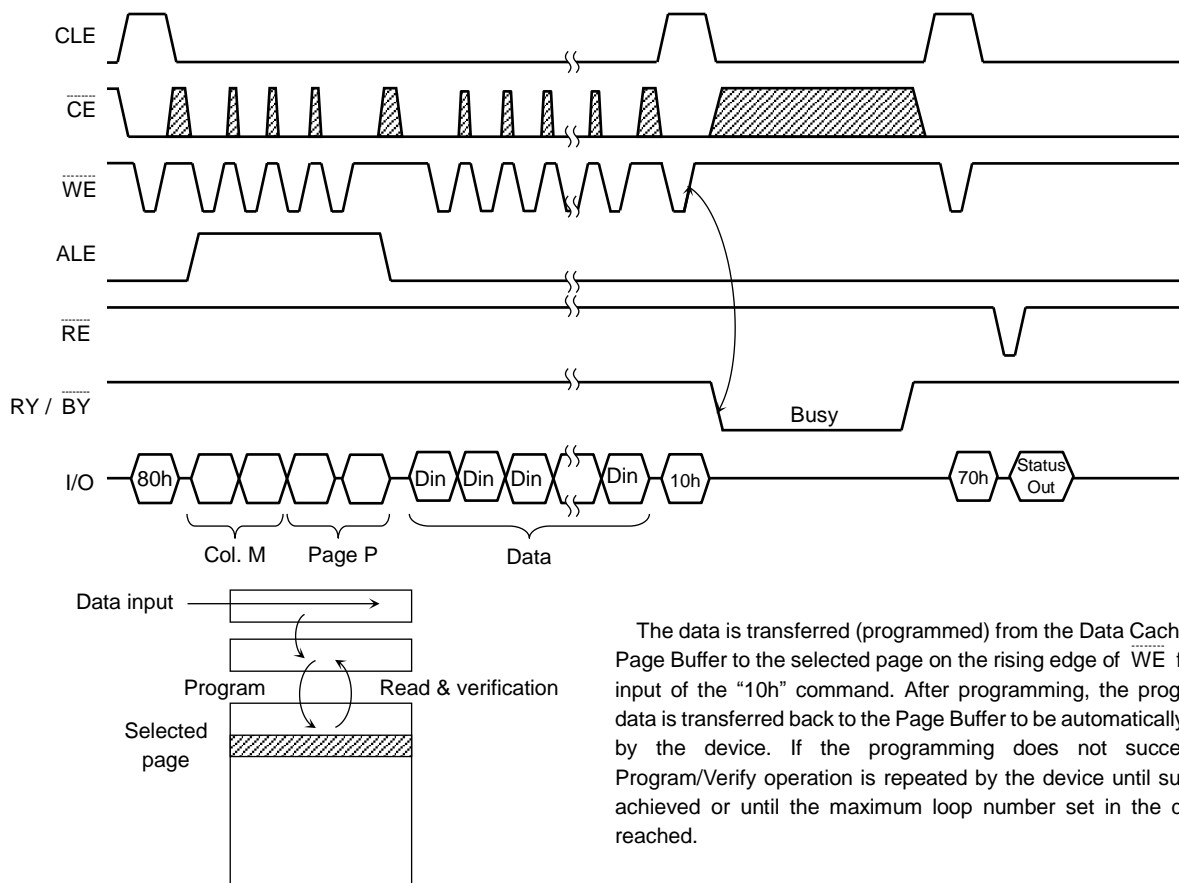 CLE
CE
WE
ALE
RE
RY / BY
Busy
I/O
80h
Din
Din
Din
Din
10h
70h
Status
Out
Col. M
Page P
Data
Data input
Program
Read & verification
Selected
page
The data is transferred (programmed) from the Data Cach
Page Buffer to the selected page on the rising edge of WE f
input of the “10h” command. After programming, the prog
data is transferred back to the Page Buffer to be automatically
by the device. If the programming does not succe
Program/Verify operation is repeated by the device until su
achieved or until the maximum loop number set in the d
reached.